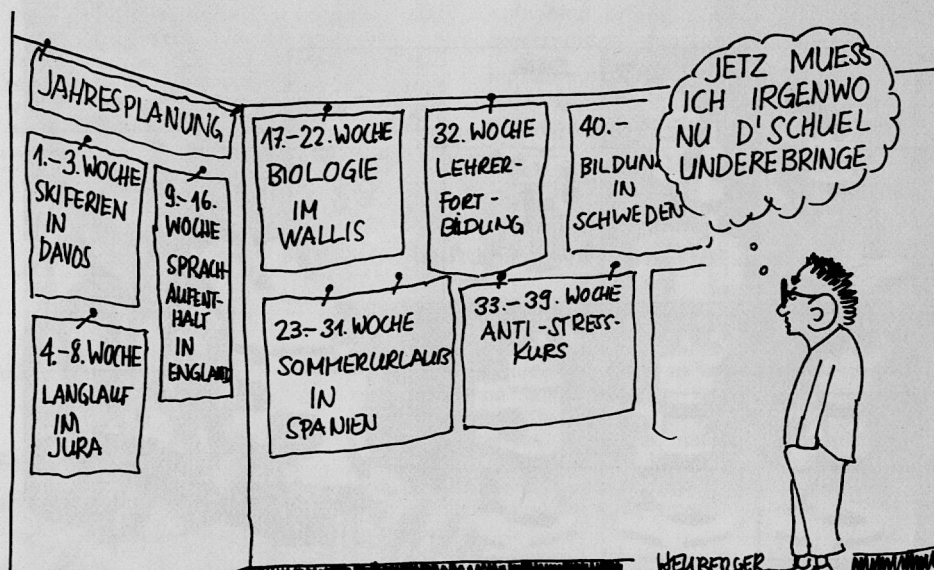 JAHRESPLANUNG
1.-3. WOCHE
SKIFERIEN
IN
DAVOS
4.-8. WOCHE
LANGLAUF
IM
JURA
9.-16.
WOCHE
SPRACH-
AUFENT-
HALT
IN
ENGLAND
17.-22. WOCHE
BIOLOGIE
IM
WALLIS
23-31. WOCHE
SOMMERURLAUB
IN
SPANIEN
32. WOCHE
LEHRER-
FORT-
BILDUNG
33.-39. WOCHE
ANTI-STRESS-
KURS
40.-
BILDUN
IN
SCHWEDEN
JETZ MUESS
ICH IRGENWO
NU D'SCHUEL
UNDEREBRINGE
HEUBERGER